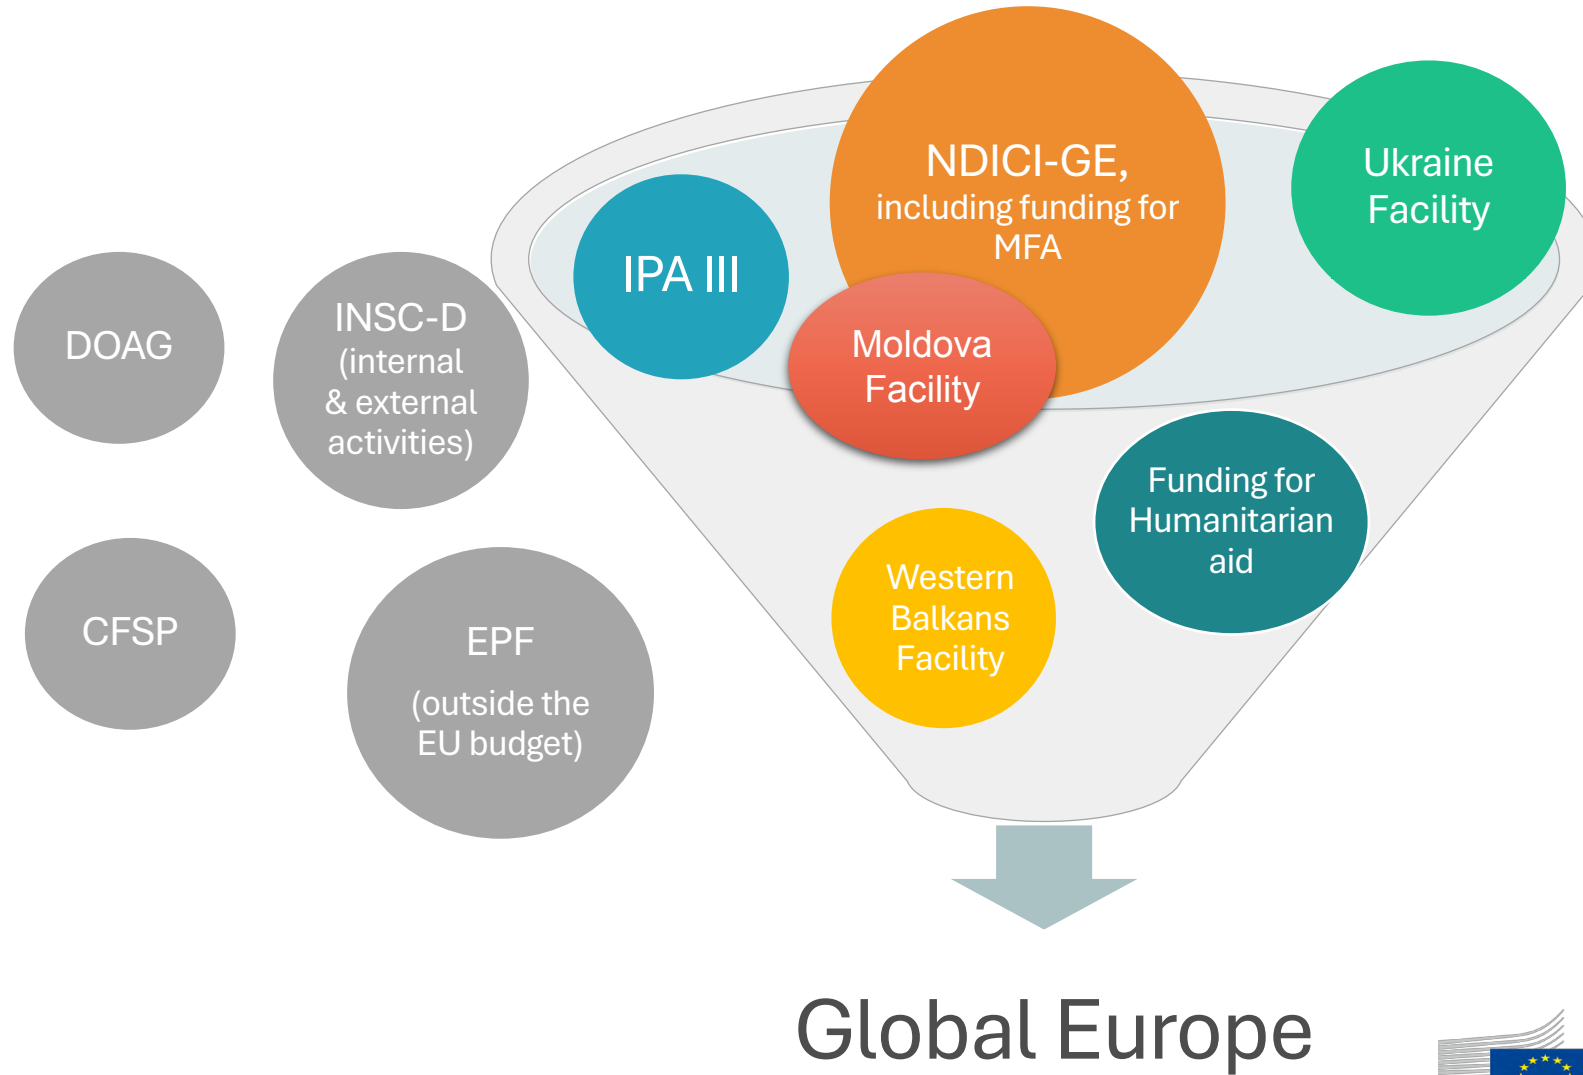 NDICI-GE,
including funding for
MFA
Ukraine
Facility
IPA III
Moldova
Facility
DOAG
INSC-D
(internal
& external
activities)
Funding for
Humanitarian
aid
Western
Balkans
Facility
CFSP
EPF
(outside the
EU budget)
Global Europe